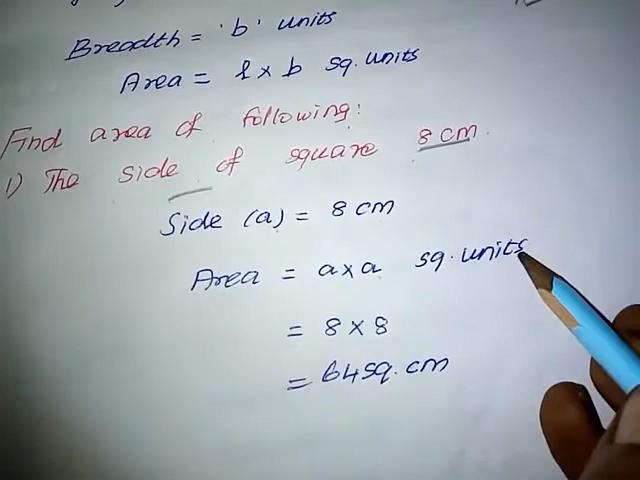 Breadth = 'b' units
Area = l × b sq. units
Find area of following:
1) The side of square 8 cm.
Side (a) = 8 cm
Area = a × a sq. units
= 8 × 8
= 64 sq. cm